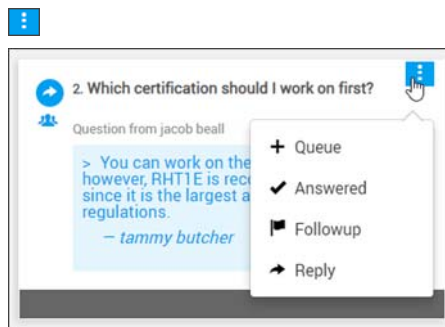 2. Which certification should I work on first?
Question from jacob beall
> You can work on the
however, RHT1E is
since it is the largest
regulations.
— tammy butcher
+ Queue
Answered
Followup
Reply